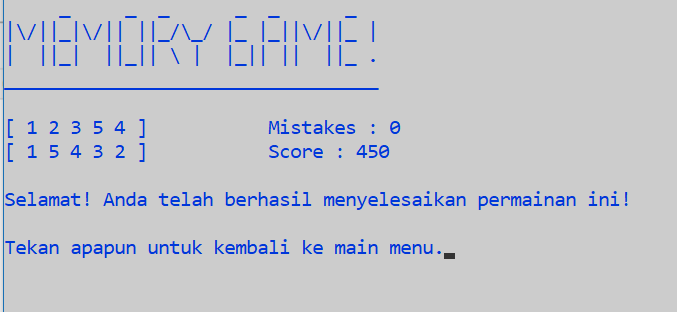 MEMORY GAME
[ 1 2 3 5 4 ] Mistakes : 0
[ 1 5 4 3 2 ] Score : 450
Selamat! Anda telah berhasil menyelesaikan permainan ini!
Tekan apapun untuk kembali ke main menu.